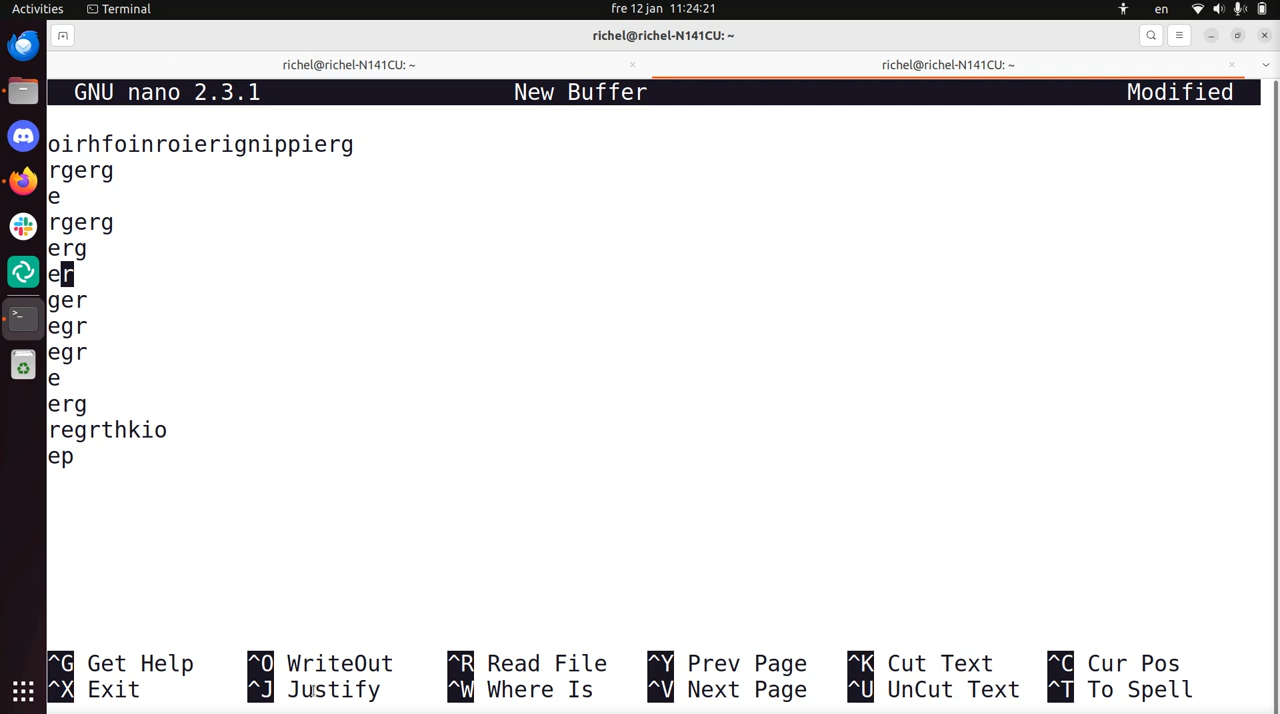 Activities Terminal fre 12 jan 11:24:21 en
richel@richel-N141CU: ~
richel@richel-N141CU: ~ × richel@richel-N141CU: ~ ×
GNU nano 2.3.1 New Buffer Modified
oirhfoinroierignippierg
rgerg
e
rgerg
erg
er
ger
egr
egr
e
erg
regrthkio
ep
^G Get Help ^O WriteOut ^R Read File ^Y Prev Page ^K Cut Text ^C Cur Pos
^X Exit ^J Justify ^W Where Is ^V Next Page ^U UnCut Text ^T To Spell